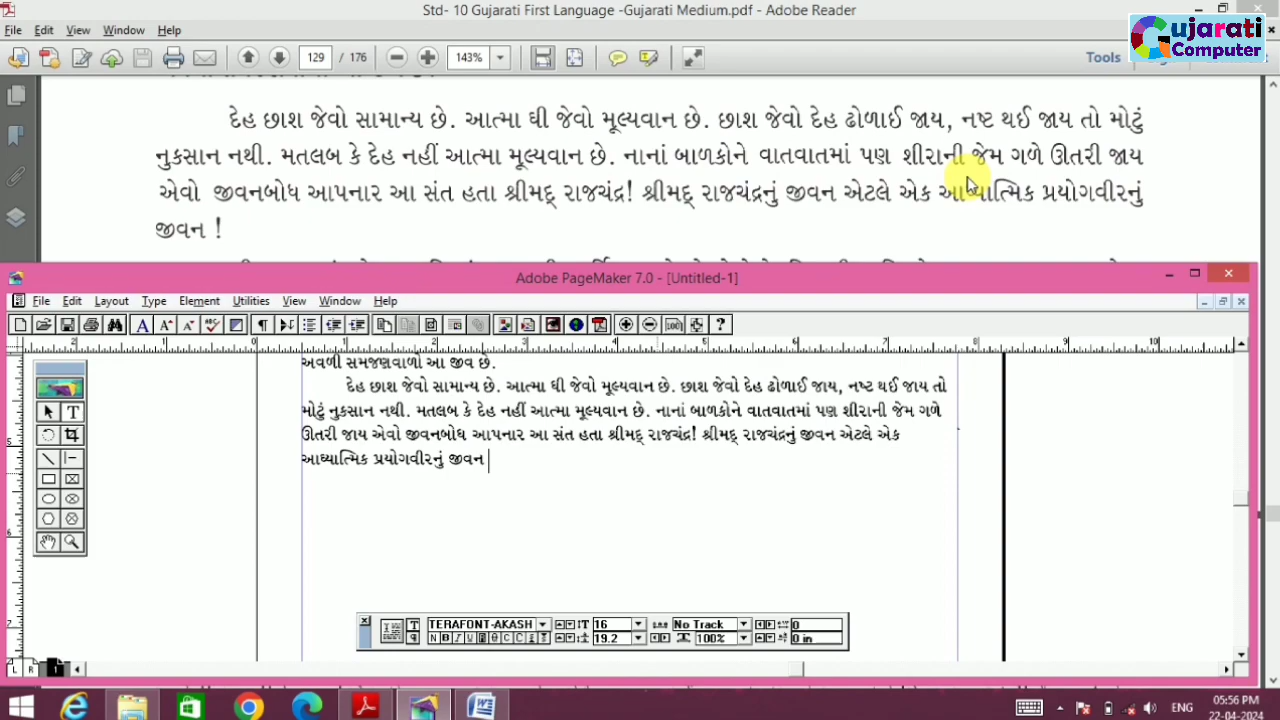 Std- 10 Gujarati First Language -Gujarati Medium.pdf - Adobe Reader
File Edit View Window Help
Gujarati
Computer
129 / 176 143% Tools
દેહ છાશ જેવો સામાન્ય છે. આત્મા ઘી જેવો મૂલ્યવાન છે. છાશ જેવો દેહ ઢોળાઈ જાય, નષ્ટ થઈ જાય તો મોટું
નુકસાન નથી. મતલબ કે દેહ નહીં આત્મા મૂલ્યવાન છે. નાનાં બાળકોને વાતવાતમાં પણ શીરાની જેમ ગળે ઊતરી જાય
એવો જીવનબોધ આપનાર આ સંત હતા શ્રીમદ્ રાજચંદ્ર! શ્રીમદ્ રાજચંદ્રનું જીવન એટલે એક આધ્યાત્મિક પ્રયોગવીરનું
જીવન !
Adobe PageMaker 7.0 - [Untitled-1]
File Edit Layout Type Element Utilities View Window Help
અવળી સમજણવાળો આ જીવ છે.
દેહ છાશ જેવો સામાન્ય છે. આત્મા ઘી જેવો મૂલ્યવાન છે. છાશ જેવો દેહ ઢોળાઈ જાય, નષ્ટ થઈ જાય તો
મોટું નુકસાન નથી. મતલબ કે દેહ નહીં આત્મા મૂલ્યવાન છે. નાનાં બાળકોને વાતવાતમાં પણ શીરાની જેમ ગળે
ઊતરી જાય એવો જીવનબોધ આપનાર આ સંત હતા શ્રીમદ્ રાજચંદ્ર! શ્રીમદ્ રાજચંદ્રનું જીવન એટલે એક
આધ્યાત્મિક પ્રયોગવીરનું જીવન
TERAFONT-AKASH 16 No Track 0
19.2 100% 0 in
L R 1
ENG
05:56 PM
22-04-2024